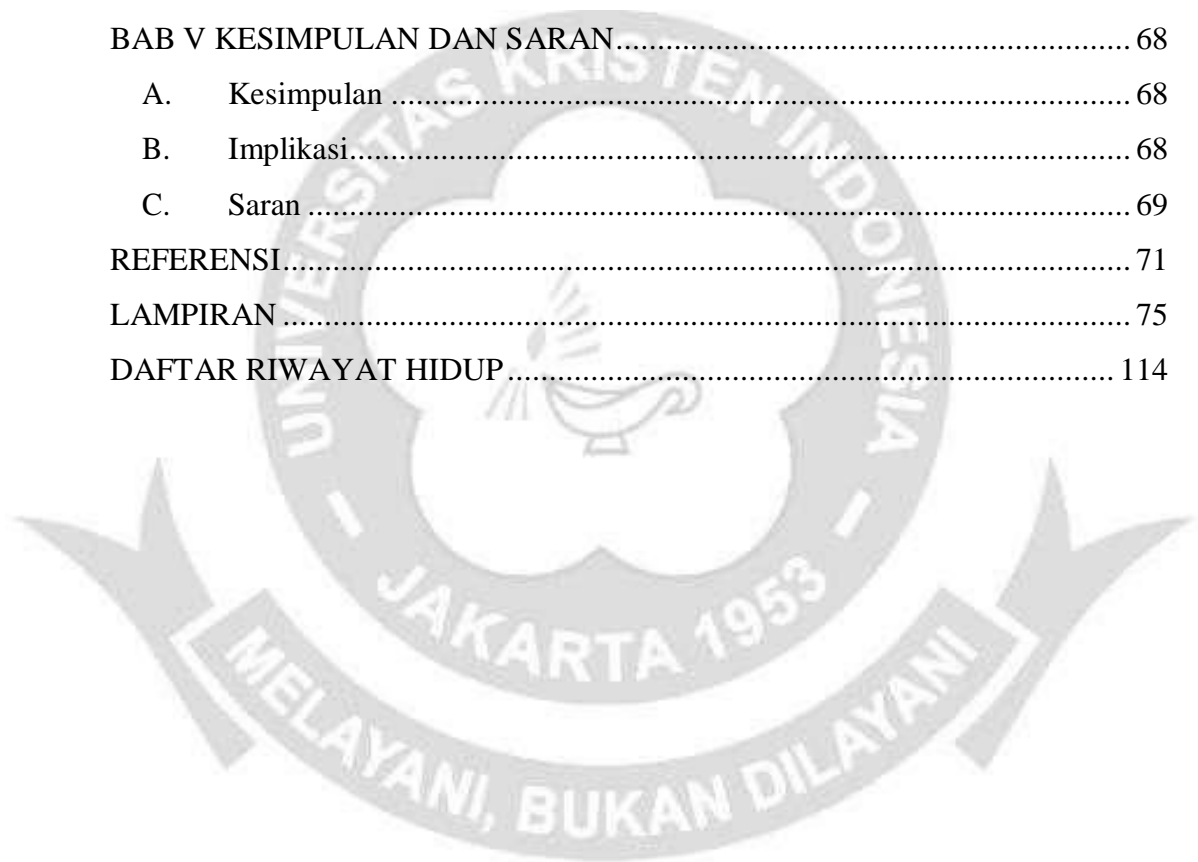 BAB V KESIMPULAN DAN SARAN........................................................ 68
A. Kesimpulan ................................................................................ 68
B. Implikasi..................................................................................... 68
C. Saran ......................................................................................... 69
REFERENSI............................................................................................ 71
LAMPIRAN ............................................................................................ 75
DAFTAR RIWAYAT HIDUP.................................................................. 114
UNIVERSITAS KRISTEN INDONESIA
- JAKARTA 1953 -
MELAYANI, BUKAN DILAYANI